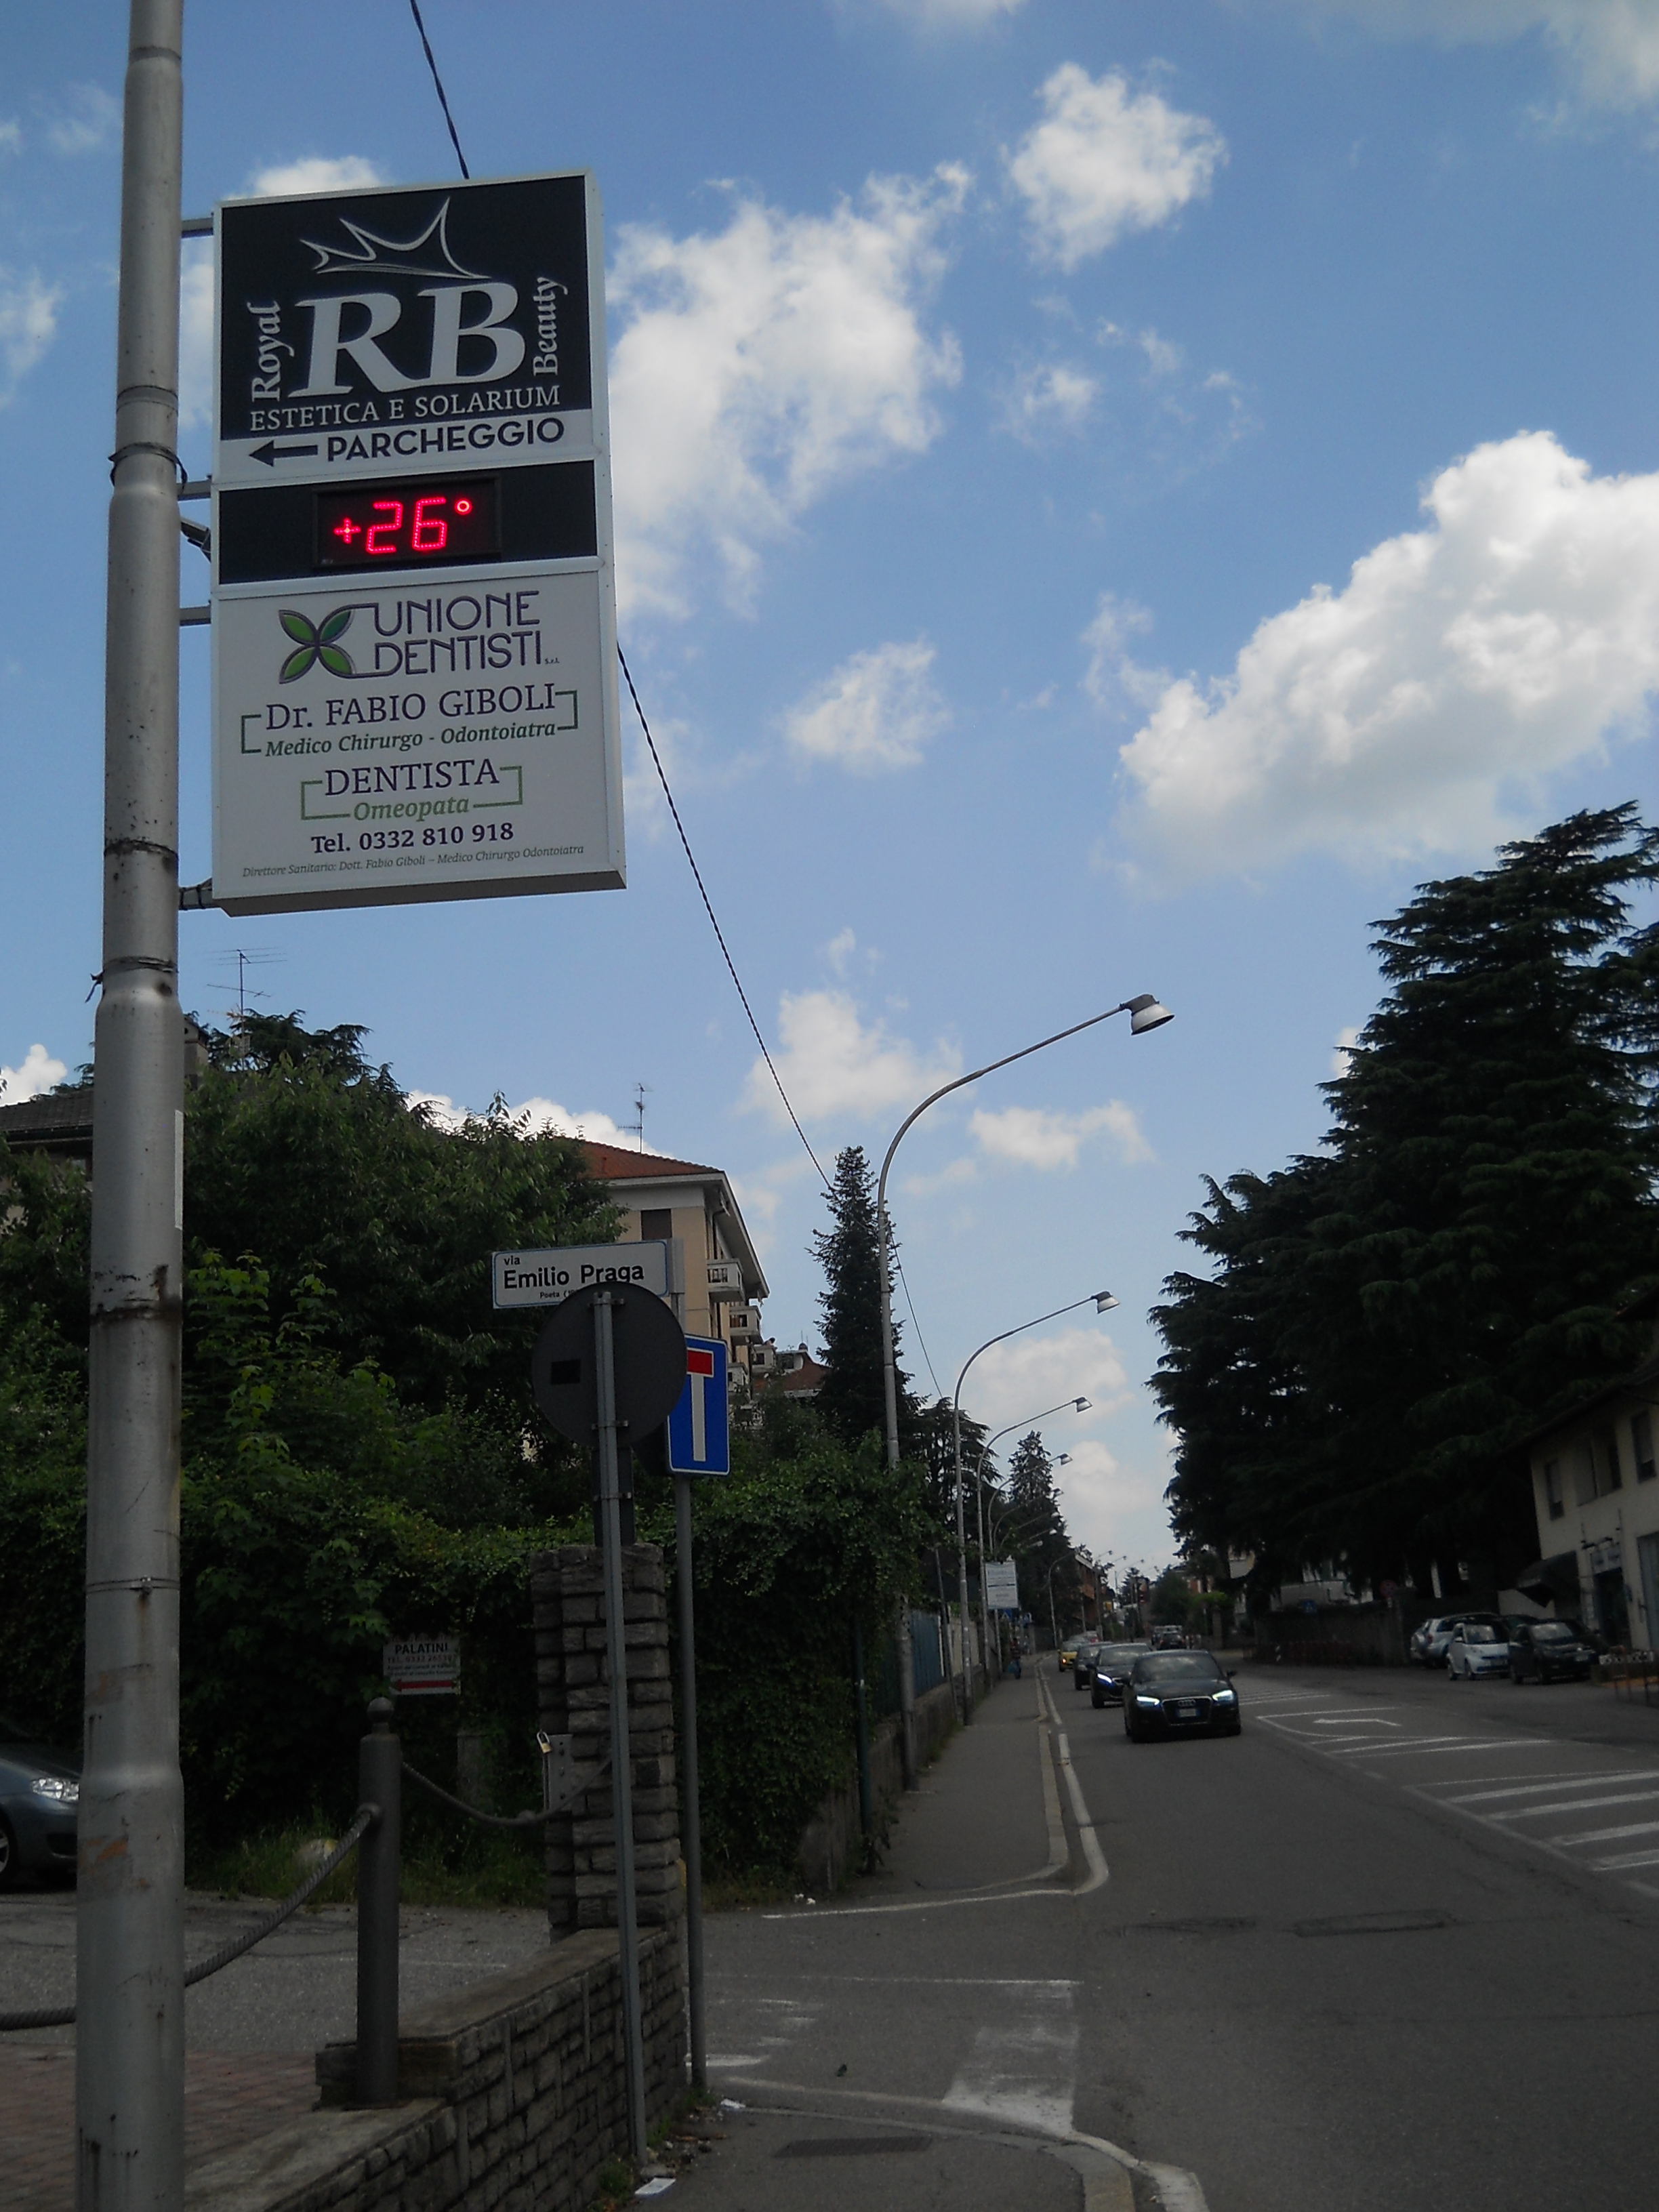 Royal RB Beauty
ESTETICA E SOLARIUM
PARCHEGGIO
+26°
UNIONE
DENTISTI S.r.l.
Dr. FABIO GIBOLI
Medico Chirurgo - Odontoiatra
DENTISTA
Omeopata
Tel. 0332 810 918
Direttore Sanitario: Dott. Fabio Giboli – Medico Chirurgo Odontoiatra
via
Emilio Praga
Poeta
PALATINI